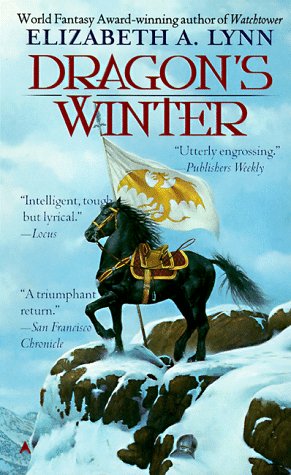 World Fantasy Award-winning author of Watchtower
ELIZABETH A. LYNN
DRAGON'S
WINTER
"Utterly engrossing."
-Publishers Weekly
"Intelligent, tough
but lyrical."
—Locus
"A triumphant
return."
—San Francisco
Chronicle